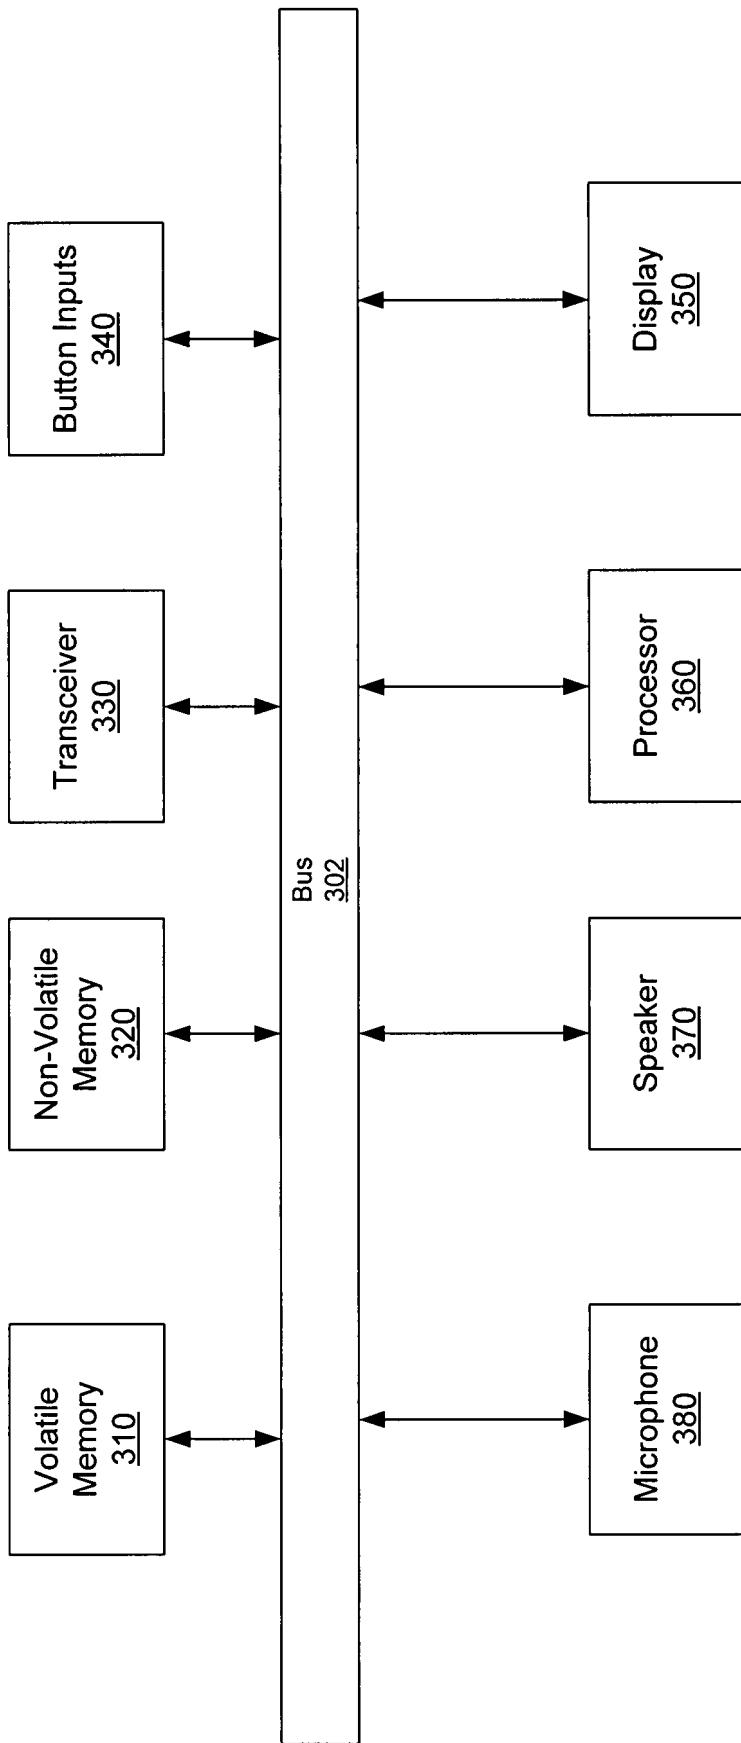 Volatile
Memory
310
Non-Volatile
Memory
320
Transceiver
330
Button Inputs
340
Bus
302
Microphone
380
Speaker
370
Processor
360
Display
350